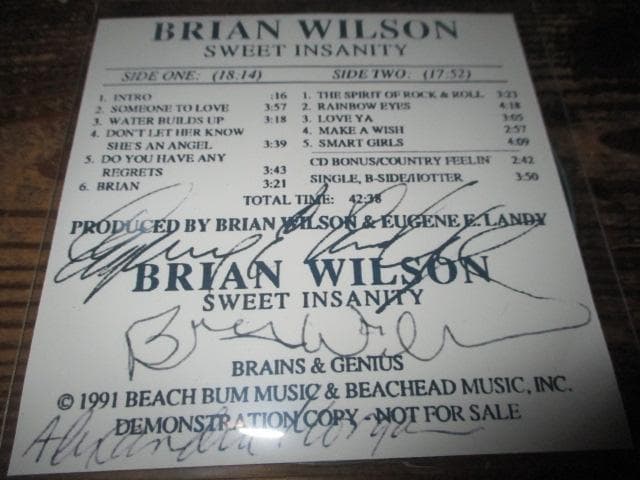 BRIAN WILSON
SWEET INSANITY
SIDE ONE: (18:14)
1. INTRO :16
2. SOMEONE TO LOVE 3:57
3. WATER BUILDS UP 3:18
4. DON'T LET HER KNOW
SHE'S AN ANGEL 3:39
5. DO YOU HAVE ANY
REGRETS 3:43
6. BRIAN 3:21
SIDE TWO: (17:52)
1. THE SPIRIT OF ROCK & ROLL 3:23
2. RAINBOW EYES 4:18
3. LOVE YA 3:05
4. MAKE A WISH 2:57
5. SMART GIRLS 4:09
CD BONUS/COUNTRY FEELIN' 2:42
SINGLE, B-SIDE/HOTTER 3:50
TOTAL TIME: 42:38
PRODUCED BY BRIAN WILSON & EUGENE E. LANDY
BRIAN WILSON
SWEET INSANITY
Brian Wilson
BRAINS & GENIUS
© 1991 BEACH BUM MUSIC & BEACHEAD MUSIC, INC.
DEMONSTRATION COPY - NOT FOR SALE
Alexandra Morgan